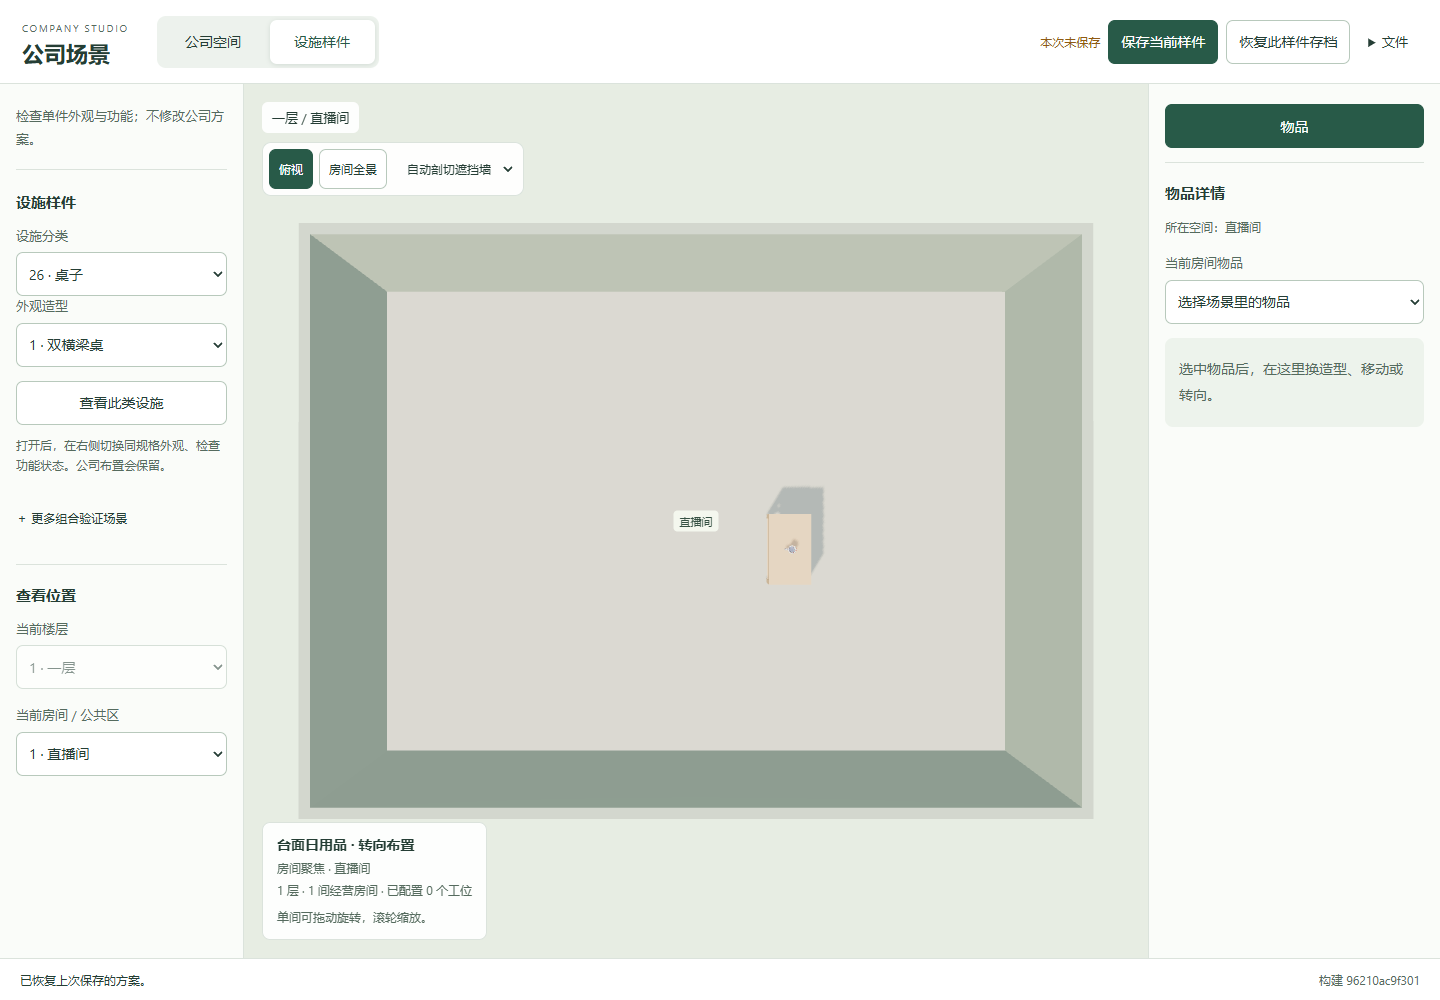 COMPANY STUDIO
公司场景
公司空间
设施样件
本次未保存
保存当前样件
恢复此样件存档
▶ 文件
检查单件外观与功能；不修改公司方案。
设施样件
设施分类
26 · 桌子
外观造型
1 · 双横梁桌
查看此类设施
打开后，在右侧切换同规格外观、检查功能状态。公司布置会保留。
+ 更多组合验证场景
查看位置
当前楼层
1 · 一层
当前房间 / 公共区
1 · 直播间
一层 / 直播间
俯视
房间全景
自动剖切遮挡墙
直播间
台面日用品 · 转向布置
房间聚焦 · 直播间
1 层 · 1 间经营房间 · 已配置 0 个工位
单间可拖动旋转，滚轮缩放。
物品
物品详情
所在空间：直播间
当前房间物品
选择场景里的物品
选中物品后，在这里换造型、移动或转向。
已恢复上次保存的方案。
构建 96210ac9f301